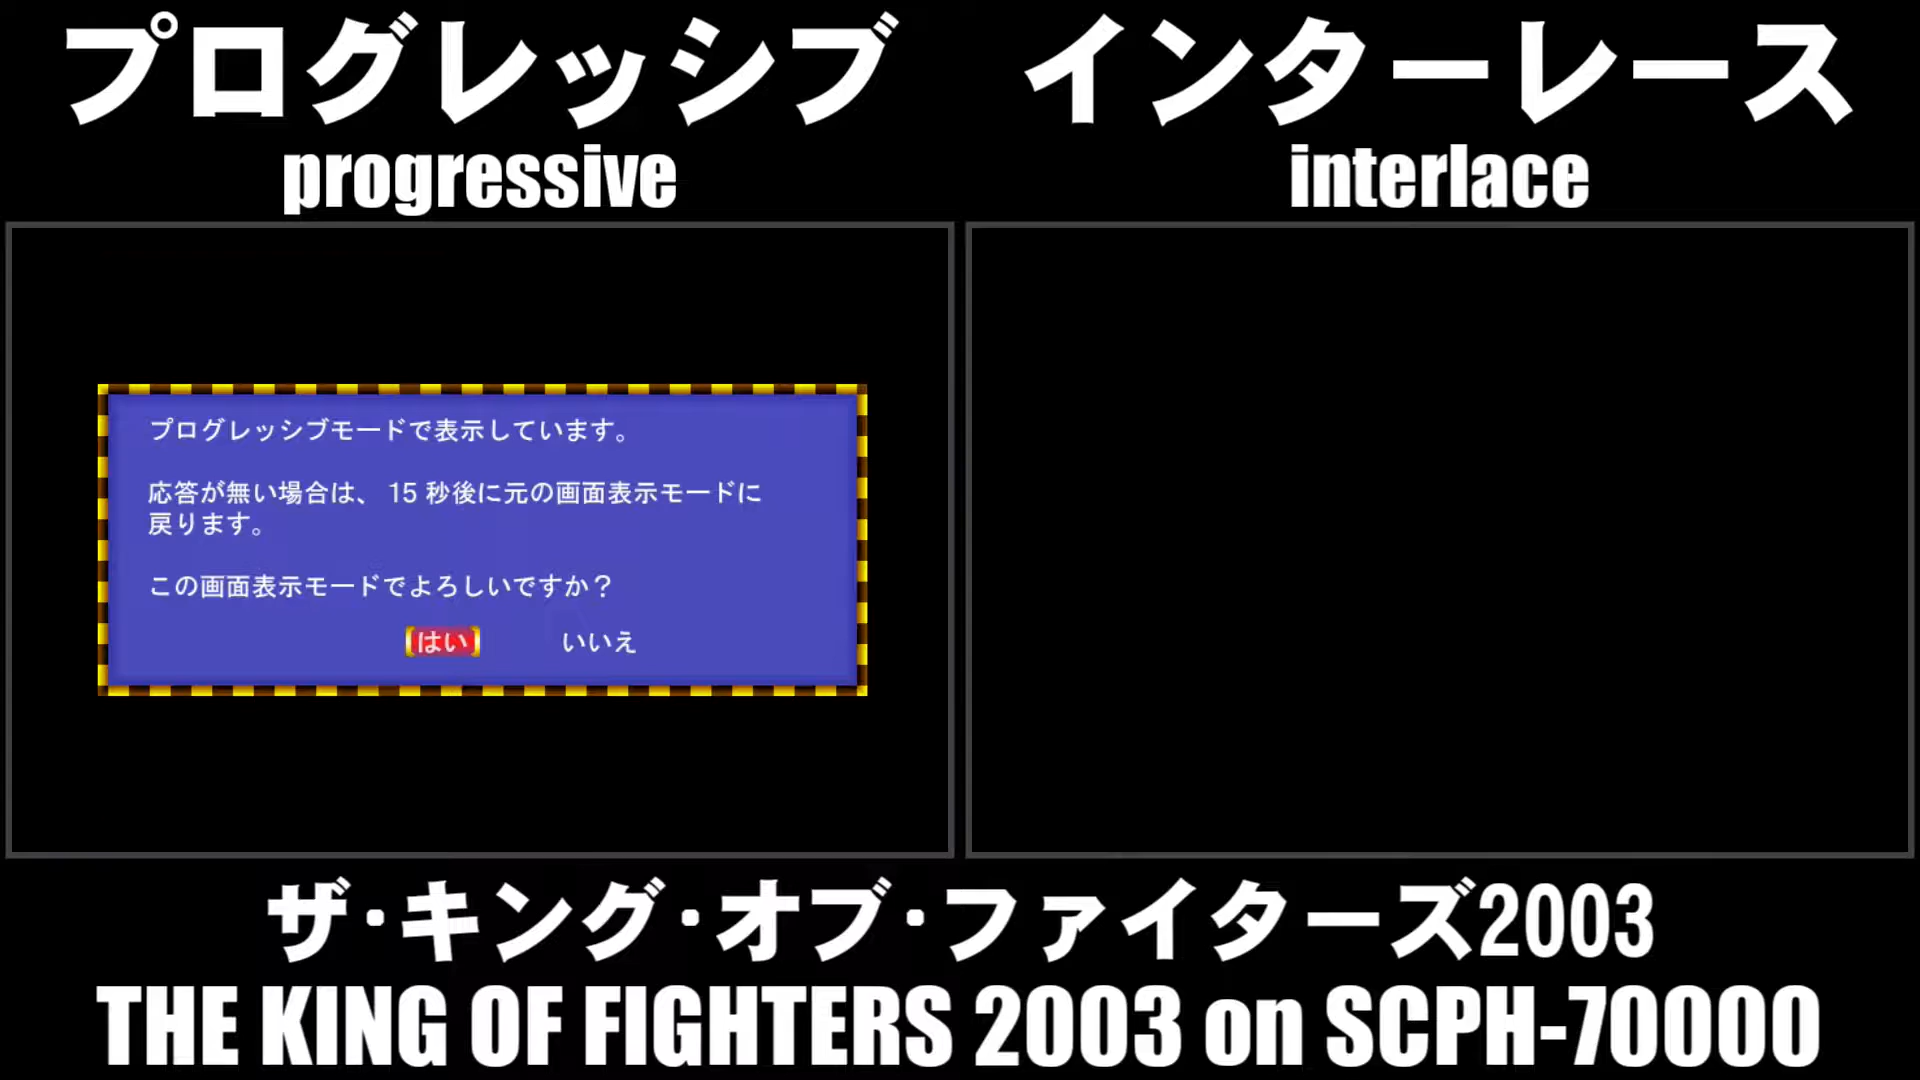 プログレッシブ
progressive
インターレース
interlace
プログレッシブモードで表示しています。
応答が無い場合は、 15 秒後に元の画面表示モードに
戻ります。
この画面表示モードでよろしいですか？
はい いいえ
ザ・キング・オブ・ファイターズ2003
THE KING OF FIGHTERS 2003 on SCPH-70000